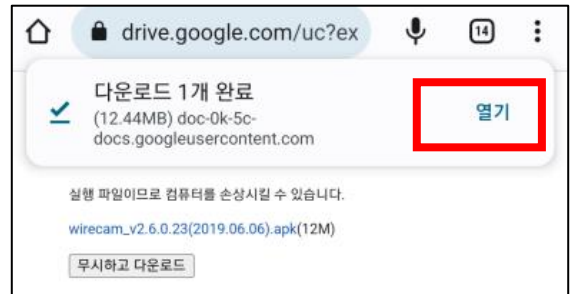 drive.google.com/uc?ex
14
다운로드 1개 완료
(12.44MB) doc-0k-5c-
docs.googleusercontent.com
열기
실행 파일이므로 컴퓨터를 손상시킬 수 있습니다.
wirecam_v2.6.0.23(2019.06.06).apk(12M)
무시하고 다운로드